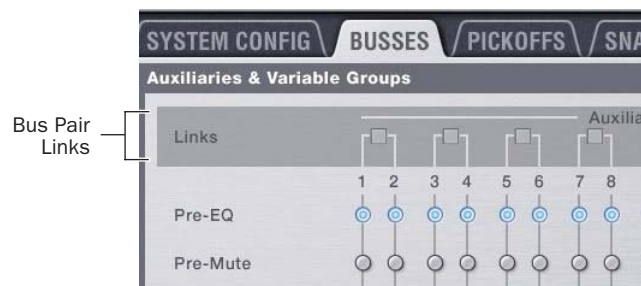 SYSTEM CONFIG BUSSES PICKOFFS
Auxiliaries & Variable Groups
Bus Pair
Links
Links
1 2 3 4 5 6 7 8
Pre-EQ
Pre-Mute